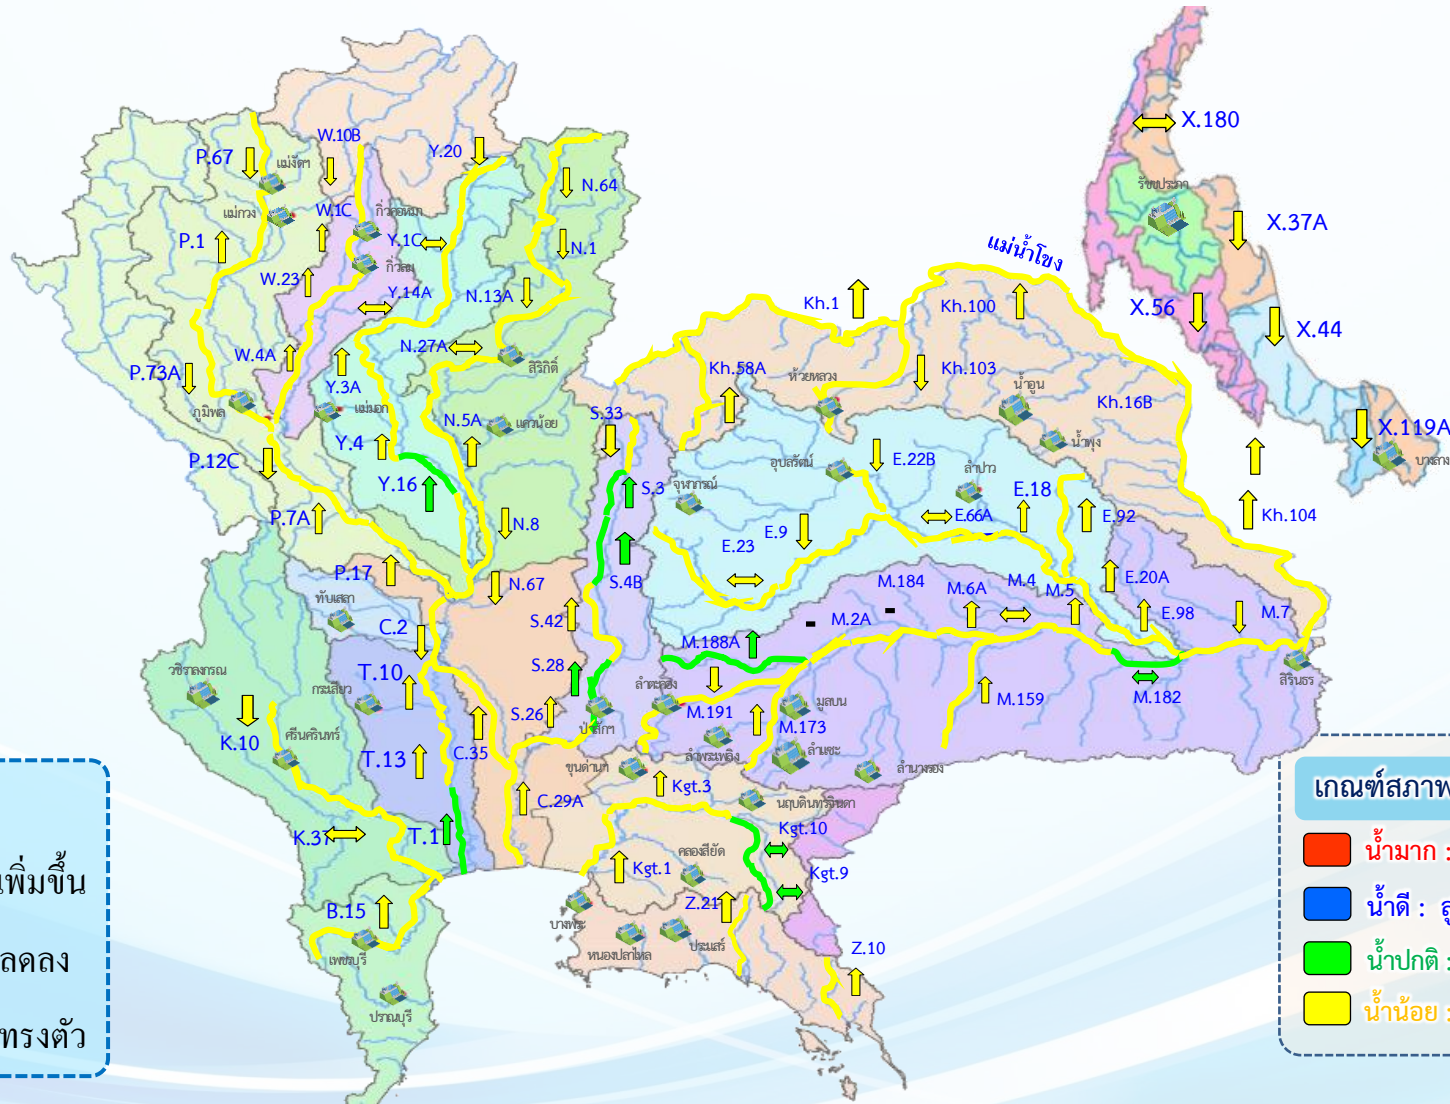 W.10B
Y.20
P.67
แม่งัดฯ
N.64
แม่กวง
W.1C
กิ่วคอหมา
P.1
Y.1C
N.1
กิ่วลม
W.23
Y.14A
N.13A
W.4A
N.27A
สิริกิติ์
P.73A
Y.3A
ภูมิพล
แม่มอก
N.5A
แควน้อย
Y.4
P.12C
Y.16
P.7A
N.8
P.17
N.67
ทับเสลา
C.2
วชิราลงกรณ
T.10
กระเสียว
K.10
ศรีนครินทร์
T.13
C.35
K.37
T.1
C.29A
B.15
เพชรบุรี
ปราณบุรี
แม่น้ำโขง
Kh.1
Kh.100
Kh.58A
ห้วยหลวง
Kh.103
น้ำอูน
Kh.16B
S.33
น้ำพุง
อุบลรัตน์
E.22B
ลำปาว
จุฬาภรณ์
S.3
E.18
E.66A
E.92
Kh.104
E.9
E.23
S.4B
M.184
M.4
E.20A
M.6A
M.5
S.42
M.2A
E.98
M.7
M.188A
S.28
ลำตะคอง
สิรินธร
M.191
M.159
M.182
S.26
ป่าสักฯ
มูลบน
M.173
ลำพระเพลิง
ลำแชะ
ขุนด่านฯ
ลำนางรอง
Kgt.3
นฤบดินทรจินดา
Kgt.10
คลองสียัด
Kgt.1
Kgt.9
Z.21
บางพระ
หนองปลาไหล
ประแสร์
Z.10
X.180
รัชชประภา
X.37A
X.56
X.44
X.119A
บางลาง
เพิ่มขึ้น
ลดลง
ทรงตัว
เกณฑ์สภาพ
น้ำมาก :
น้ำดี :
น้ำปกติ :
น้ำน้อย :